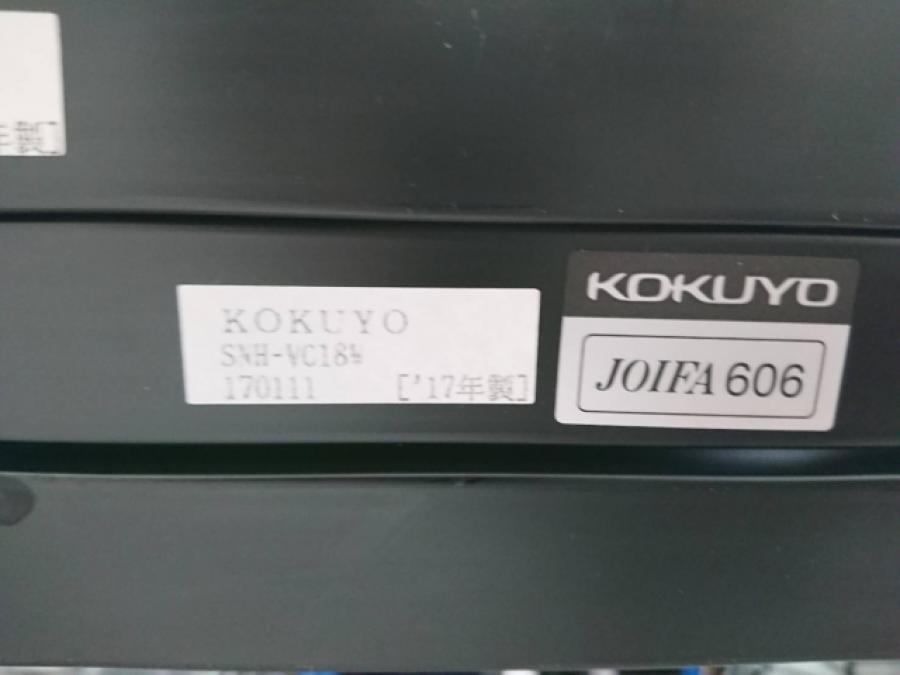 年製]
KOKUYO
SNH-VC18W
170111 ['17年製]
KOKUYO
JOIFA 606